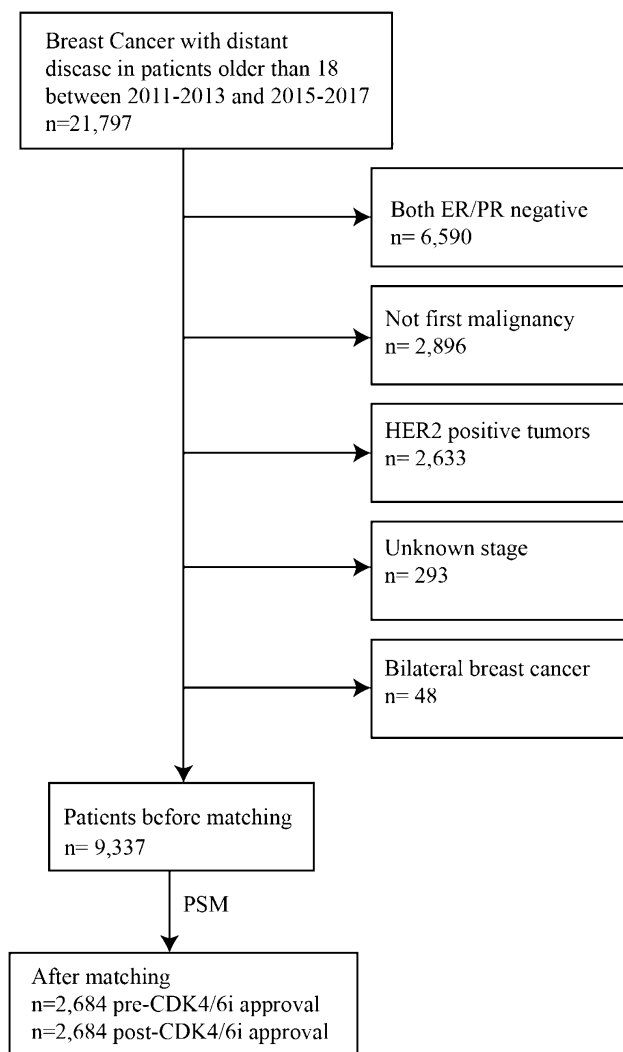 Breast Cancer with distant
disease in patients older than 18
between 2011-2013 and 2015-2017
n=21,797
Both ER/PR negative
n= 6,590
Not first malignancy
n= 2,896
HER2 positive tumors
n= 2,633
Unknown stage
n= 293
Bilateral breast cancer
n= 48
Patients before matching
n= 9,337
PSM
After matching
n=2,684 pre-CDK4/6i approval
n=2,684 post-CDK4/6i approval